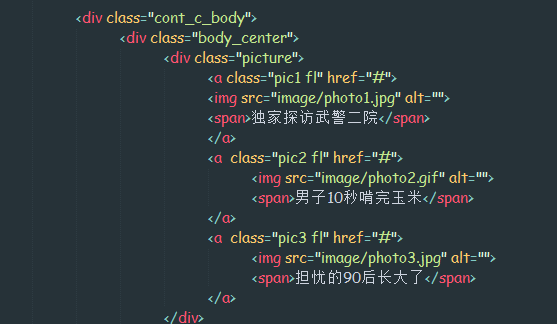 <div class="cont_c_body">
<div class="body_center">
<div class="picture">
<a class="pic1 fl" href="#">
<img src="image/photo1.jpg" alt="">
<span>独家探访武警二院</span>
</a>
<a  class="pic2 fl" href="#">
<img src="image/photo2.gif" alt="">
<span>男子10秒啃完玉米</span>
</a>
<a  class="pic3 fl" href="#">
<img src="image/photo3.jpg" alt="">
<span>担忧的90后长大了</span>
</a>
</div>